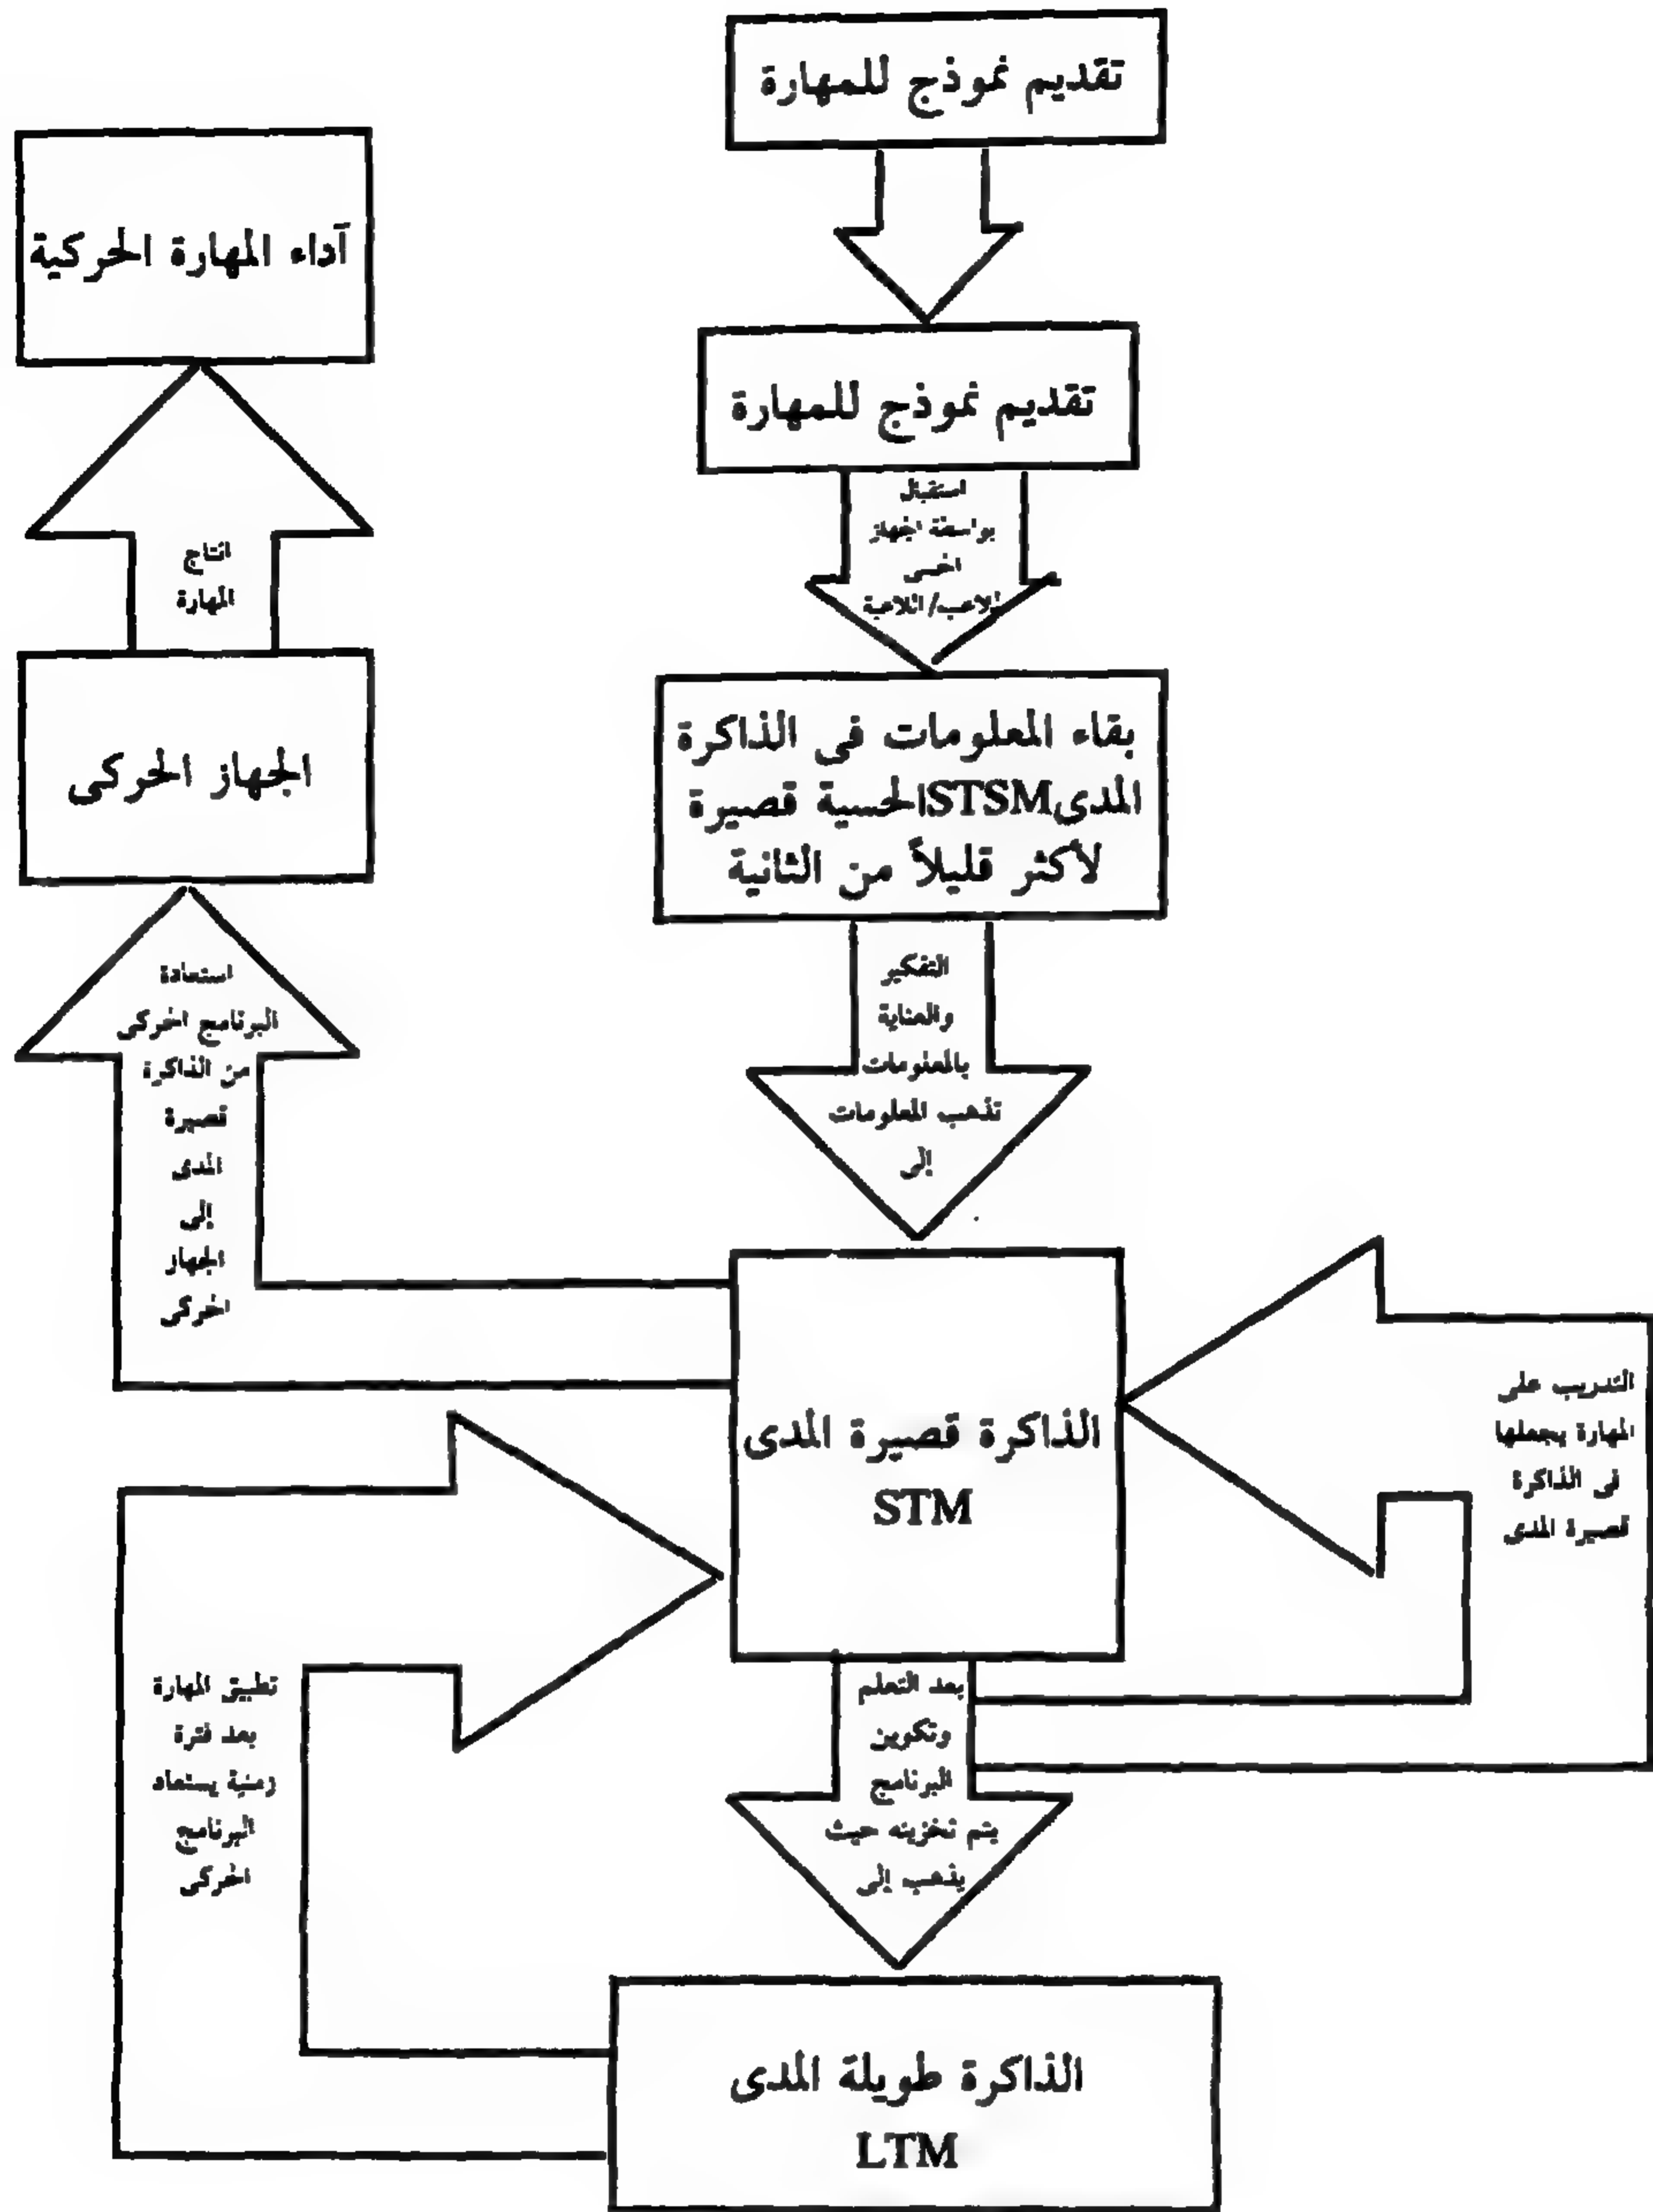 تقديم نموذج للمهارة
تقديم نموذج للمهارة
استقبال
بواسطة الجهاز
الحسى
للاعب/اللاعبة
بقاء المعلومات فى الذاكرة
الحسية قصيرة STSM المدى
لأكثر قليلاً من الثانية
التفكير
والعناية
بالمعلومات
تذهب المعلومات
إلى
الذاكرة قصيرة المدى
STM
التدريب على
المهارة يجعلها
فى الذاكرة
قصيرة المدى
بعد التعلم
وتكوين
البرنامج
يتم تخزينه حيث
يذهب إلى
الذاكرة طويلة المدى
LTM
تطبيق المهارة
بعد فترة
زمنية يستعاد
البرنامج
الحركى
استعادة
البرنامج الحركى
من الذاكرة
قصيرة
المدى
إلى
الجهاز
الحركى
الجهاز الحركى
انتاج
المهارة
آداء المهارة الحركية